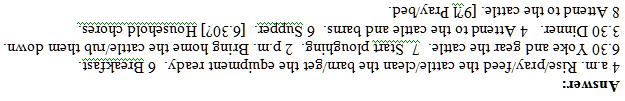 Answer:
4 a.m. Rise/pray/feed the cattle/clean the barn/get the equipment ready. 6 Breakfast.
6.30 Yoke and gear the cattle. 7 Start ploughing. 2 p.m. Bring home the cattle/rub them down.
3.30 Dinner. 4 Attend to the cattle and barns. 6 Supper. [6.30?] Household chores.
8 Attend to the cattle. [9?] Pray/bed.